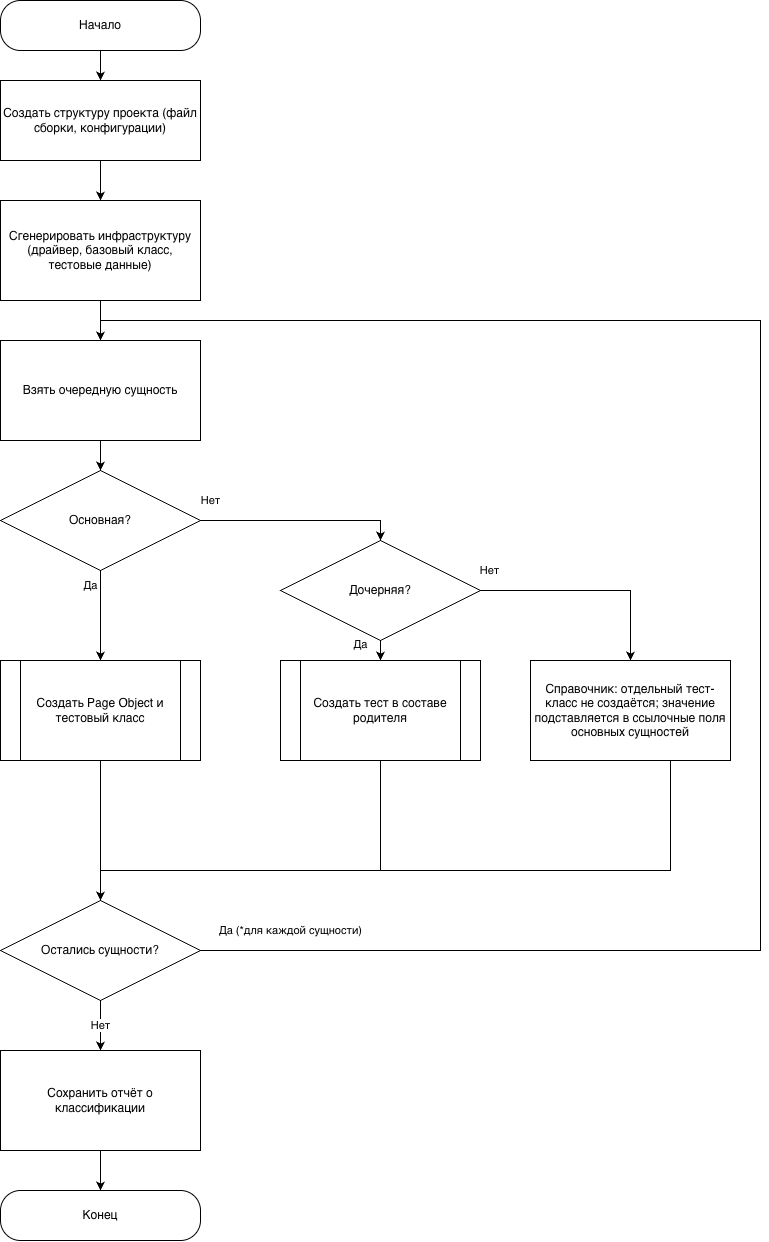 Начало
Создать структуру проекта (файл
сборки, конфигурации)
Сгенерировать инфраструктуру
(драйвер, базовый класс,
тестовые данные)
Взять очередную сущность
Основная?
Нет
Да
Дочерняя?
Нет
Да
Создать Page Object и
тестовый класс
Создать тест в составе
родителя
Справочник: отдельный тест-
класс не создаётся; значение
подставляется в ссылочные поля
основных сущностей
Остались сущности?
Да (*для каждой сущности)
Нет
Сохранить отчёт о
классификации
Конец